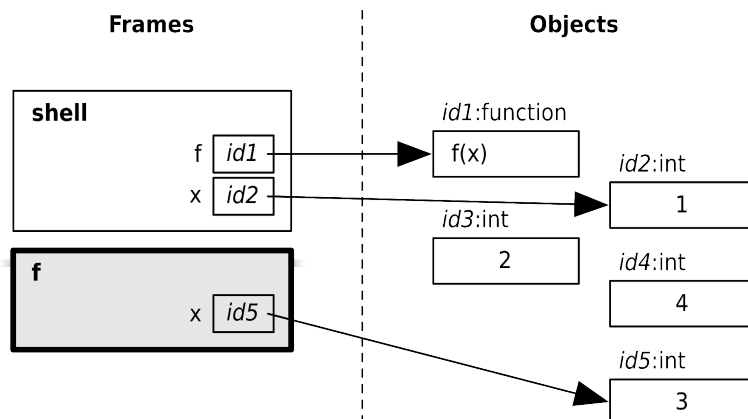 Frames
Objects
shell
f id1
x id2
f
x id5
id1:function
f(x)
id2:int
1
id3:int
2
id4:int
4
id5:int
3